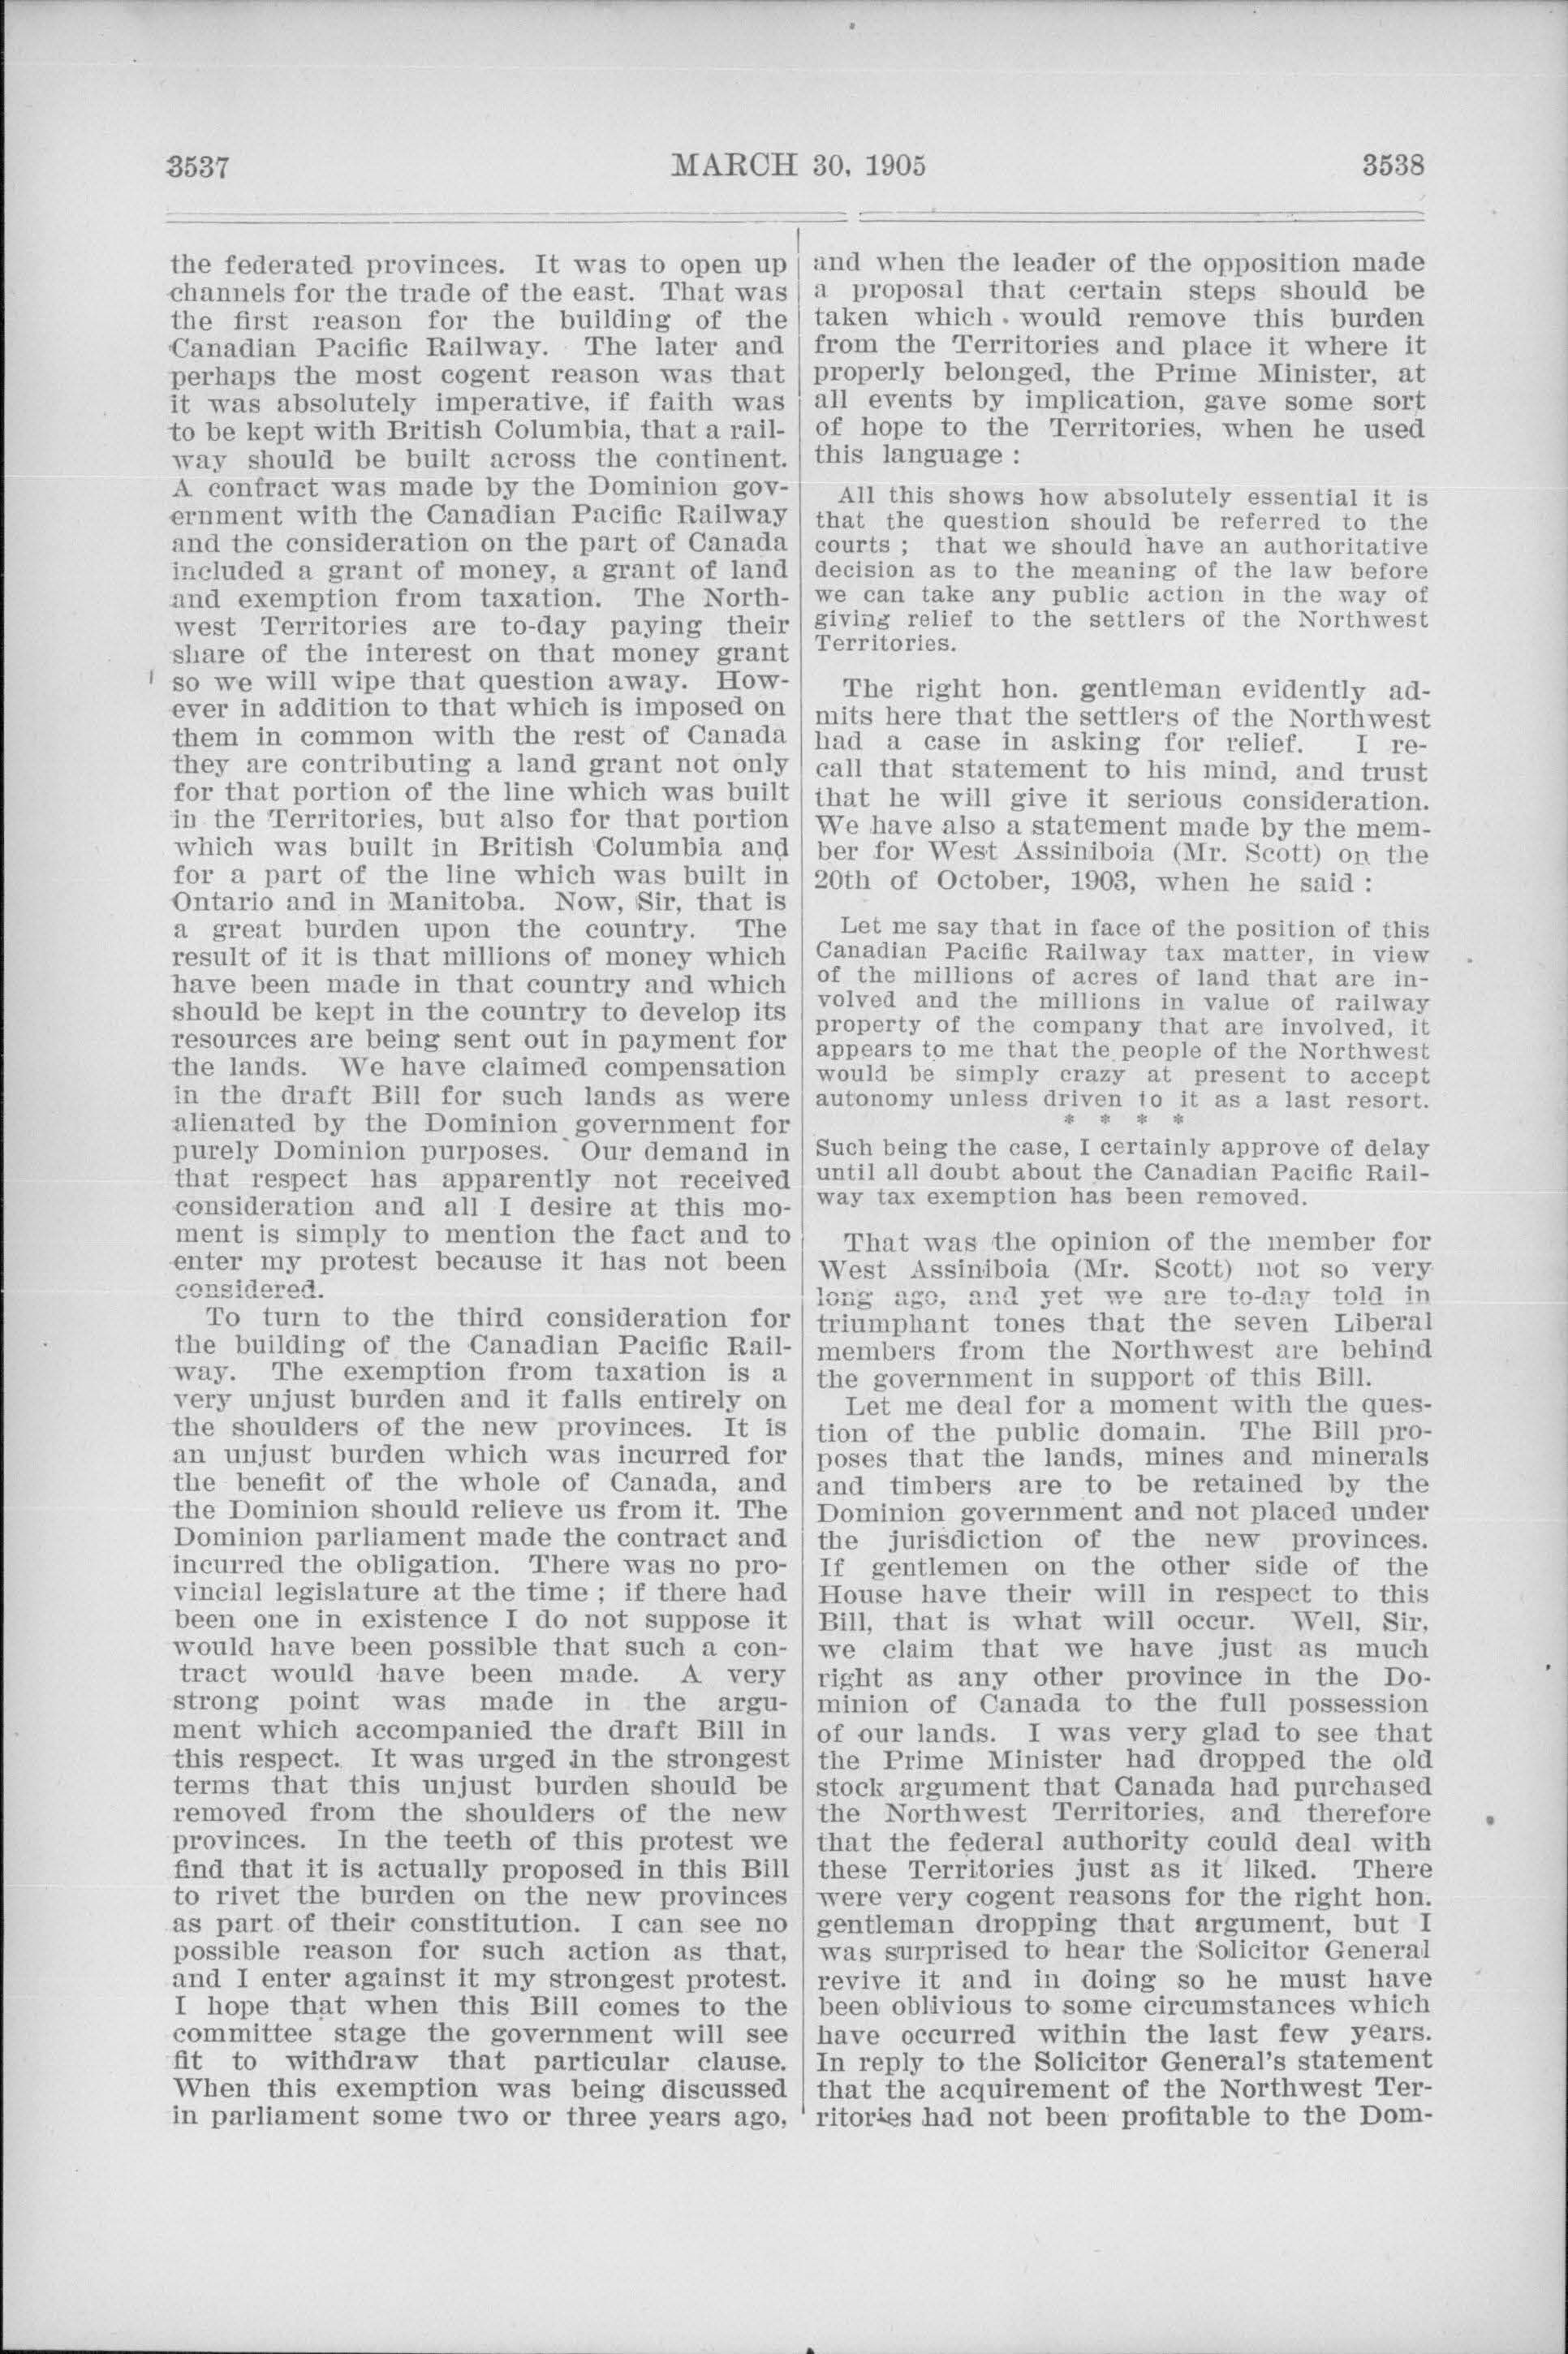 3537
MARCH 30, 1905
3538
the federated provinces. It was to open up
channels for the trade of the east. That was
the first reason for the building of the
Canadian Pacific Railway. The later and
perhaps the most cogent reason was that
it was absolutely imperative, if faith was
to be kept with British Columbia, that a rail-
way should be built across the continent.
A contract was made by the Dominion gov-
ernment with the Canadian Pacific Railway
and the consideration on the part of Canada
included a grant of money, a grant of land
and exemption from taxation. The North-
west Territories are to-day paying their
share of the interest on that money grant
so we will wipe that question away. How-
ever in addition to that which is imposed on
them in common with the rest of Canada
they are contributing a land grant not only
for that portion of the line which was built
in the Territories, but also for that portion
which was built in British Columbia and
for a part of the line which was built in
Ontario and in Manitoba. Now, Sir, that is
a great burden upon the country. The
result of it is that millions of money which
have been made in that country and which
should be kept in the country to develop its
resources are being sent out in payment for
the lands. We have claimed compensation
in the draft Bill for such lands as were
alienated by the Dominion government for
purely Dominion purposes. Our demand in
that respect has apparently not received
consideration and all I desire at this mo-
ment is simply to mention the fact and to
enter my protest because it has not been
considered.
To turn to the third consideration for
the building of the Canadian Pacific Rail-
way. The exemption from taxation is a
very unjust burden and it falls entirely on
the shoulders of the new provinces. It is
an unjust burden which was incurred for
the benefit of the whole of Canada, and
the Dominion should relieve us from it. The
Dominion parliament made the contract and
incurred the obligation. There was no pro-
vincial legislature at the time ; if there had
been one in existence I do not suppose it
would have been possible that such a con-
tract would have been made. A very
strong point was made in the argu-
ment which accompanied the draft Bill in
this respect. It was urged in the strongest
terms that this unjust burden should be
removed from the shoulders of the new
provinces. In the teeth of this protest we
find that it is actually proposed in this Bill
to rivet the burden on the new provinces
as part of their constitution. I can see no
possible reason for such action as that,
and I enter against it my strongest protest.
I hope that when this Bill comes to the
committee stage the government will see
fit to withdraw that particular clause.
When this exemption was being discussed
in parliament some two or three years ago,
and when the leader of the opposition made
a proposal that certain steps should be
taken which would remove this burden
from the Territories and place it where it
properly belonged, the Prime Minister, at
all events by implication, gave some sort
of hope to the Territories, when he used
this language :
All this shows how absolutely essential it is
that the question should be referred to the
courts ; that we should have an authoritative
decision as to the meaning of the law before
we can take any public action in the way of
giving relief to the settlers of the Northwest
Territories.
The right hon. gentleman evidently ad-
mits here that the settlers of the Northwest
had a case in asking for relief. I re-
call that statement to his mind, and trust
that he will give it serious consideration.
We have also a statement made by the mem-
ber for West Assiniboia (Mr. Scott) on the
20th of October, 1903, when he said :
Let me say that in face of the position of this
Canadian Pacific Railway tax matter, in view
of the millions of acres of land that are in-
volved and the millions in value of railway
property of the company that are involved, it
appears to me that the people of the Northwest
would be simply crazy at present to accept
autonomy unless driven to it as a last resort.
* * * *
Such being the case, I certainly approve of delay
until all doubt about the Canadian Pacific Rail-
way tax exemption has been removed.
That was the opinion of the member for
West Assiniboia (Mr. Scott) not so very
long ago, and yet we are to-day told in
triumphant tones that the seven Liberal
members from the Northwest are behind
the government in support of this Bill.
Let me deal for a moment with the ques-
tion of the public domain. The Bill pro-
poses that the lands, mines and minerals
and timbers are to be retained by the
Dominion government and not placed under
the jurisdiction of the new provinces.
If gentlemen on the other side of the
House have their will in respect to this
Bill, that is what will occur. Well, Sir,
we claim that we have just as much
right as any other province in the Do-
minion of Canada to the full possession
of our lands. I was very glad to see that
the Prime Minister had dropped the old
stock argument that Canada had purchased
the Northwest Territories, and therefore
that the federal authority could deal with
these Territories just as it liked. There
were very cogent reasons for the right hon.
gentleman dropping that argument, but I
was surprised to hear the Solicitor General
revive it and in doing so he must have
been oblivious to some circumstances which
have occurred within the last few years.
In reply to the Solicitor General's statement
that the acquirement of the Northwest Ter-
ritories had not been profitable to the Dom-